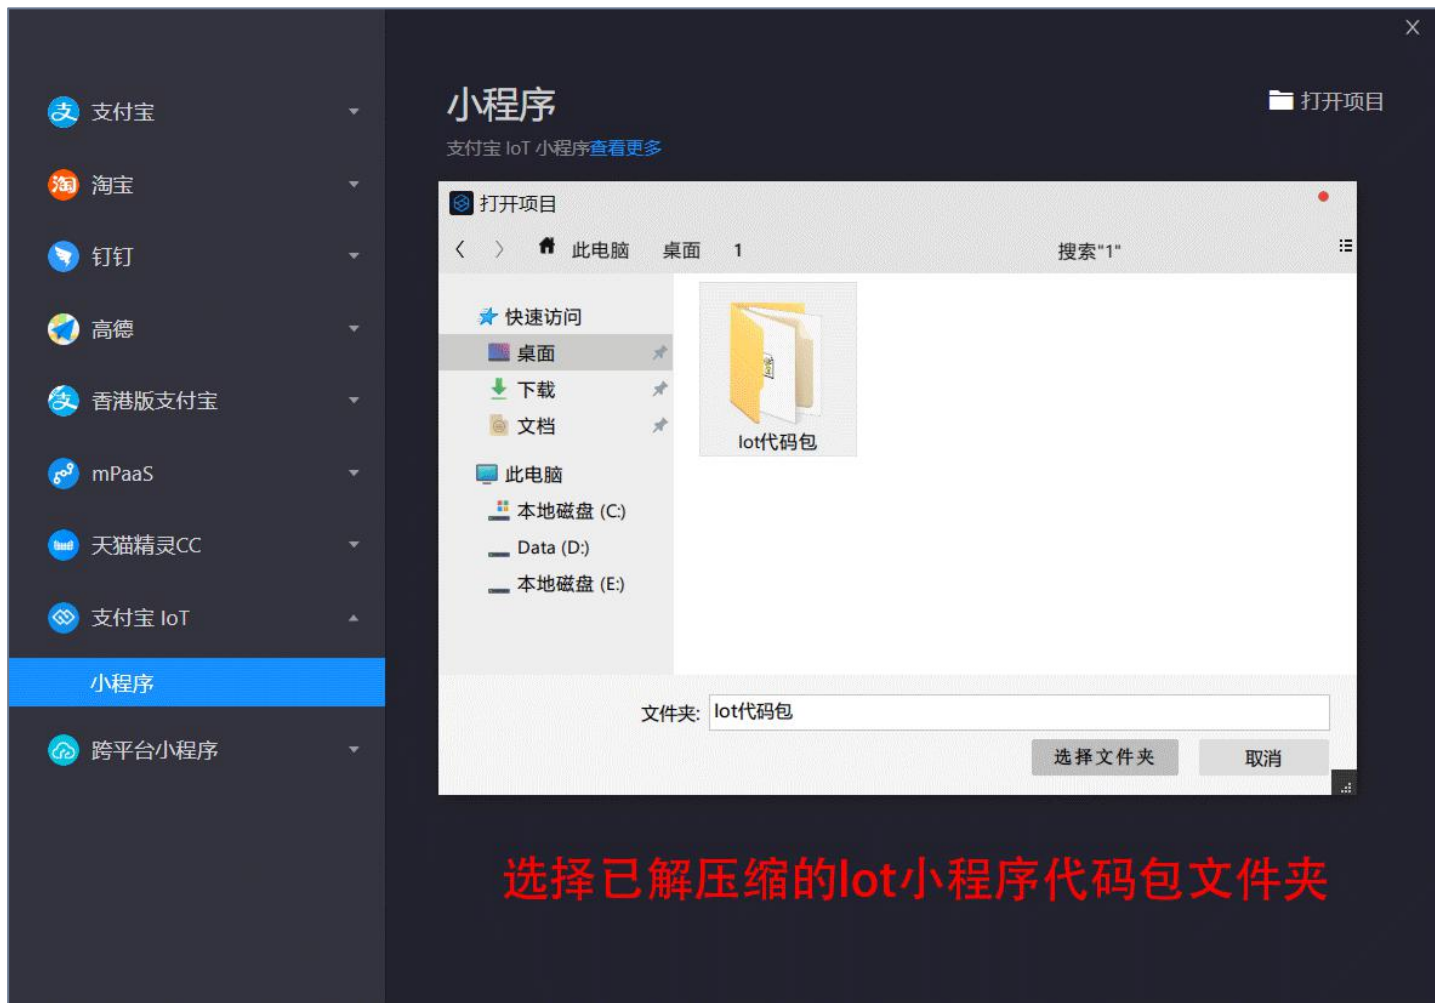 支付宝
淘宝
钉钉
高德
香港版支付宝
mPaaS
天猫精灵CC
支付宝 IoT
小程序
跨平台小程序
小程序
打开项目
支付宝 IoT 小程序查看更多
打开项目
此电脑 桌面 1 搜索"1"
快速访问
桌面
下载
文档
此电脑
本地磁盘 (C:)
Data (D:)
本地磁盘 (E:)
lot代码包
文件夹: lot代码包
选择文件夹 取消
选择已解压缩的lot小程序代码包文件夹